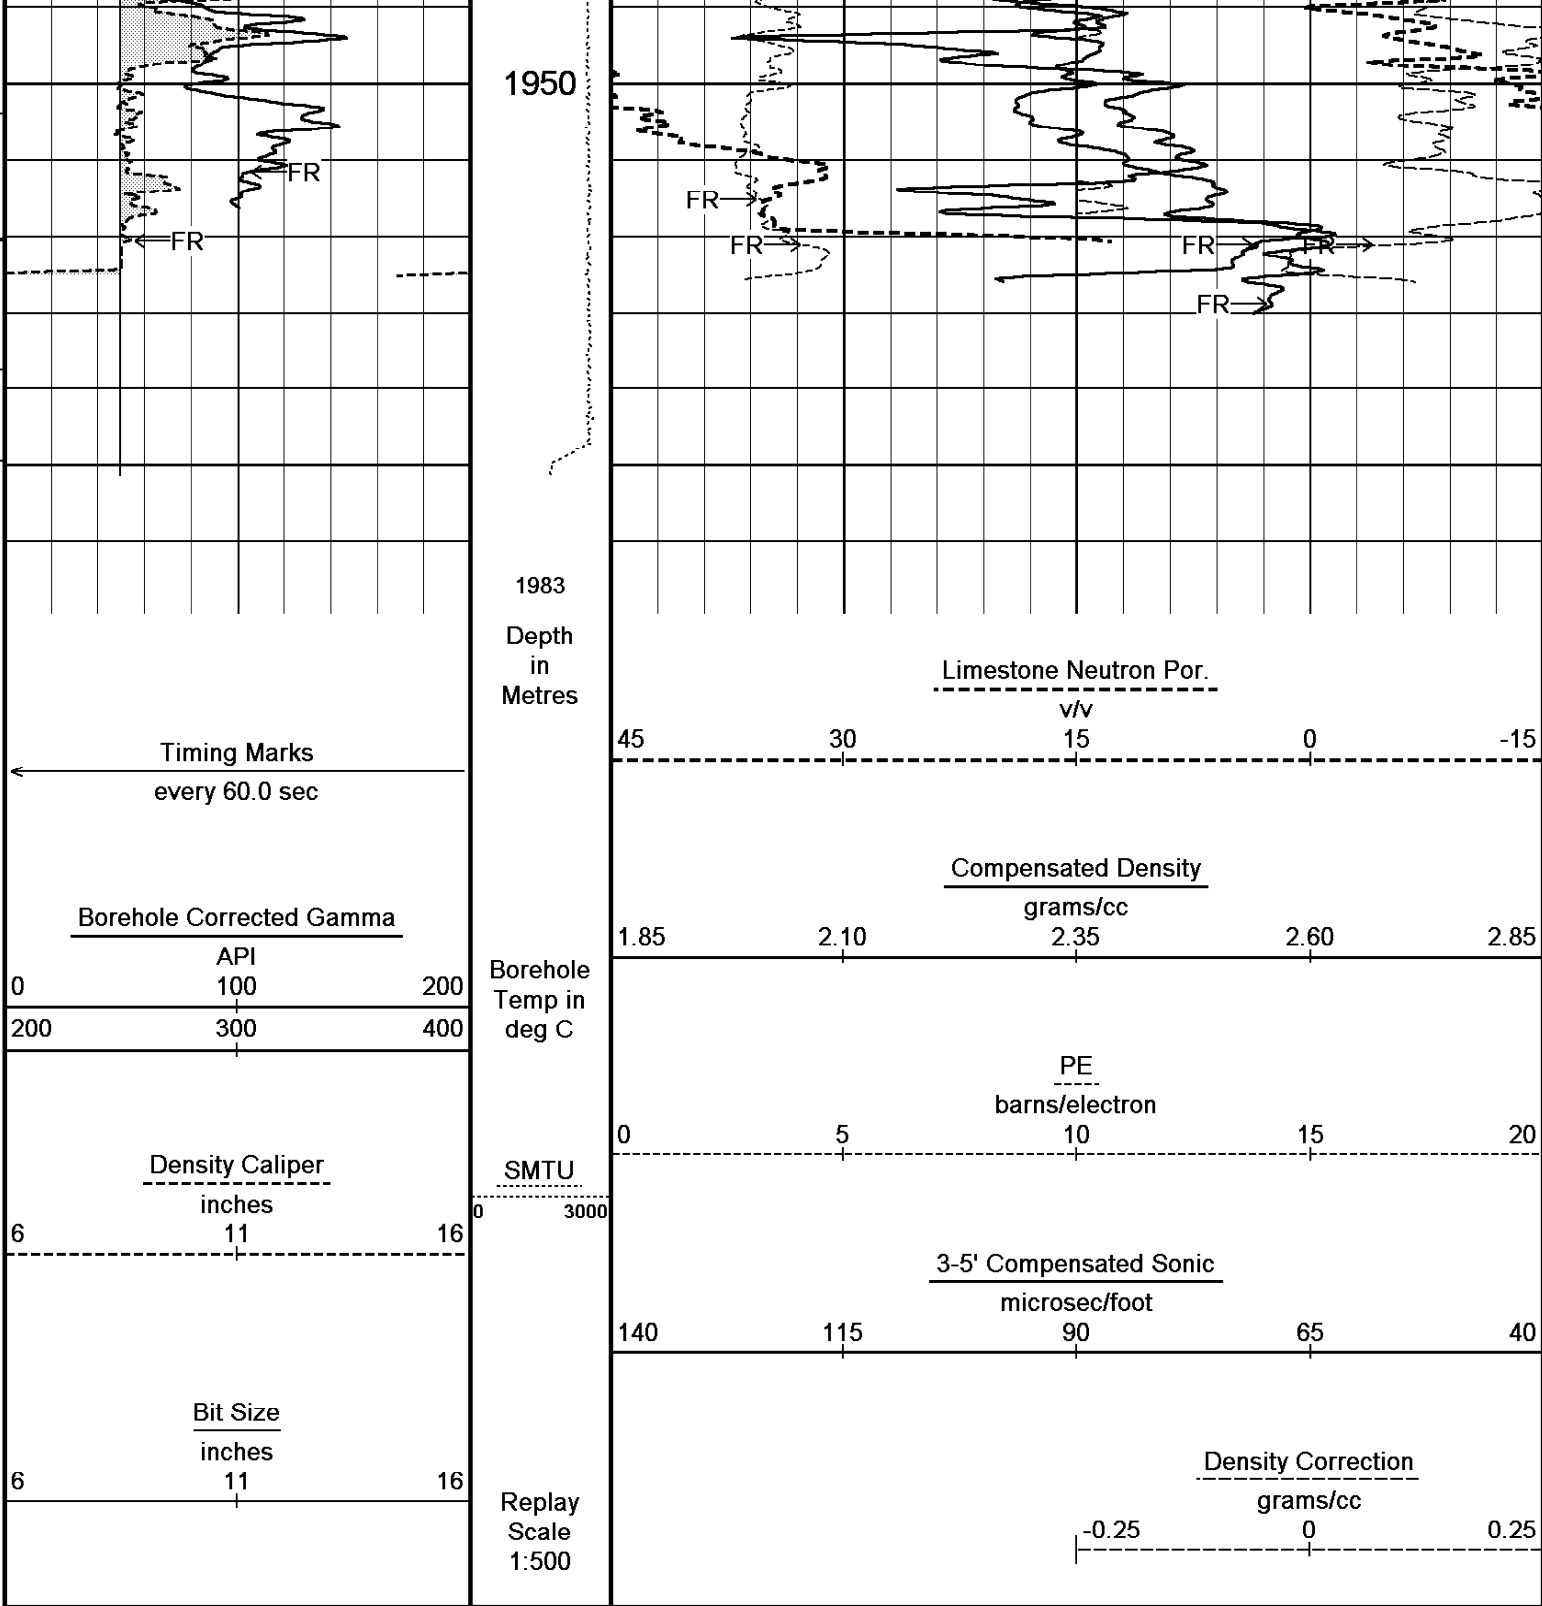 1950
FR
FR
FR
FR
FR
FR
FR
1983
Depth
in
Metres
Timing Marks
every 60.0 sec
Borehole Corrected Gamma
API
0 100 200
200 300 400
Density Caliper
inches
6 11 16
Bit Size
inches
6 11 16
Borehole
Temp in
deg C
SMTU
0 3000
Replay
Scale
1:500
Limestone Neutron Por.
v/v
45 30 15 0 -15
Compensated Density
grams/cc
1.85 2.10 2.35 2.60 2.85
PE
barns/electron
0 5 10 15 20
3-5' Compensated Sonic
microsec/foot
140 115 90 65 40
Density Correction
grams/cc
-0.25 0 0.25